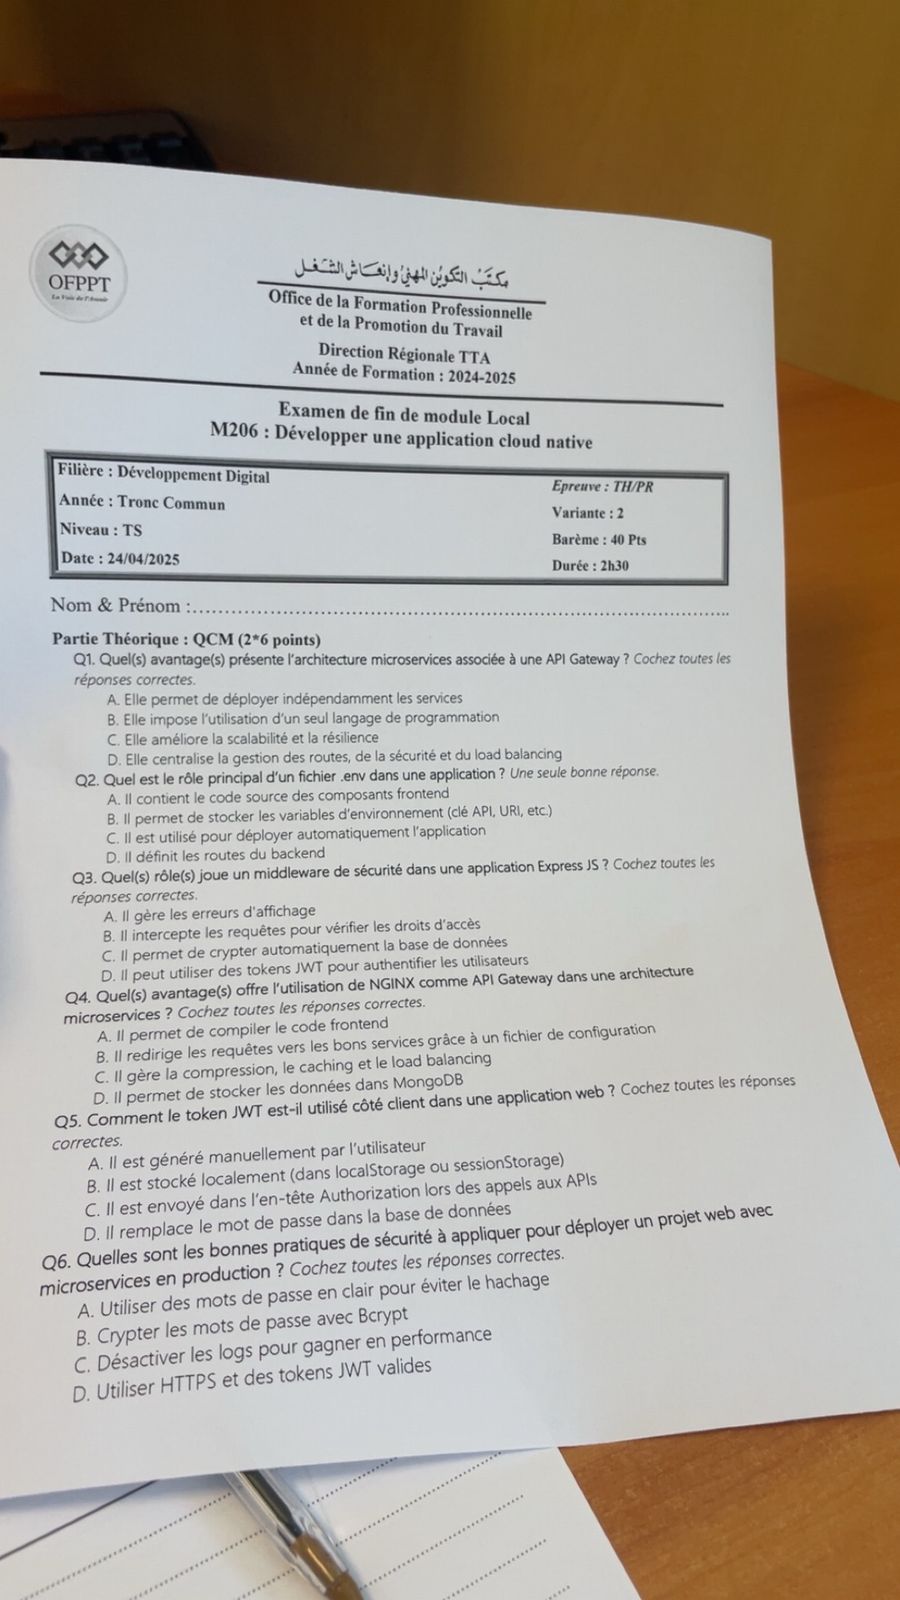 OFPPT
La Voie de l'Avenir
مكتب التكوين المهني وإنعاش الشغل
Office de la Formation Professionnelle
et de la Promotion du Travail
Direction Régionale TTA
Année de Formation : 2024-2025
Examen de fin de module Local
M206 : Développer une application cloud native
Filière : Développement Digital
Année : Tronc Commun
Niveau : TS
Date : 24/04/2025
Epreuve : TH/PR
Variante : 2
Barème : 40 Pts
Durée : 2h30
Nom & Prénom :..............................................................................
Partie Théorique : QCM (2*6 points)
Q1. Quel(s) avantage(s) présente l'architecture microservices associée à une API Gateway ? Cochez toutes les
réponses correctes.
A. Elle permet de déployer indépendamment les services
B. Elle impose l'utilisation d'un seul langage de programmation
C. Elle améliore la scalabilité et la résilience
D. Elle centralise la gestion des routes, de la sécurité et du load balancing
Q2. Quel est le rôle principal d'un fichier .env dans une application ? Une seule bonne réponse.
A. Il contient le code source des composants frontend
B. Il permet de stocker les variables d'environnement (clé API, URI, etc.)
C. Il est utilisé pour déployer automatiquement l'application
D. Il définit les routes du backend
Q3. Quel(s) rôle(s) joue un middleware de sécurité dans une application Express JS ? Cochez toutes les
réponses correctes.
A. Il gère les erreurs d'affichage
B. Il intercepte les requêtes pour vérifier les droits d'accès
C. Il permet de crypter automatiquement la base de données
D. Il peut utiliser des tokens JWT pour authentifier les utilisateurs
Q4. Quel(s) avantage(s) offre l'utilisation de NGINX comme API Gateway dans une architecture
microservices ? Cochez toutes les réponses correctes.
A. Il permet de compiler le code frontend
B. Il redirige les requêtes vers les bons services grâce à un fichier de configuration
C. Il gère la compression, le caching et le load balancing
D. Il permet de stocker les données dans MongoDB
Q5. Comment le token JWT est-il utilisé côté client dans une application web ? Cochez toutes les réponses
correctes.
A. Il est généré manuellement par l'utilisateur
B. Il est stocké localement (dans localStorage ou sessionStorage)
C. Il est envoyé dans l'en-tête Authorization lors des appels aux APIs
D. Il remplace le mot de passe dans la base de données
Q6. Quelles sont les bonnes pratiques de sécurité à appliquer pour déployer un projet web avec
microservices en production ? Cochez toutes les réponses correctes.
A. Utiliser des mots de passe en clair pour éviter le hachage
B. Crypter les mots de passe avec Bcrypt
C. Désactiver les logs pour gagner en performance
D. Utiliser HTTPS et des tokens JWT valides